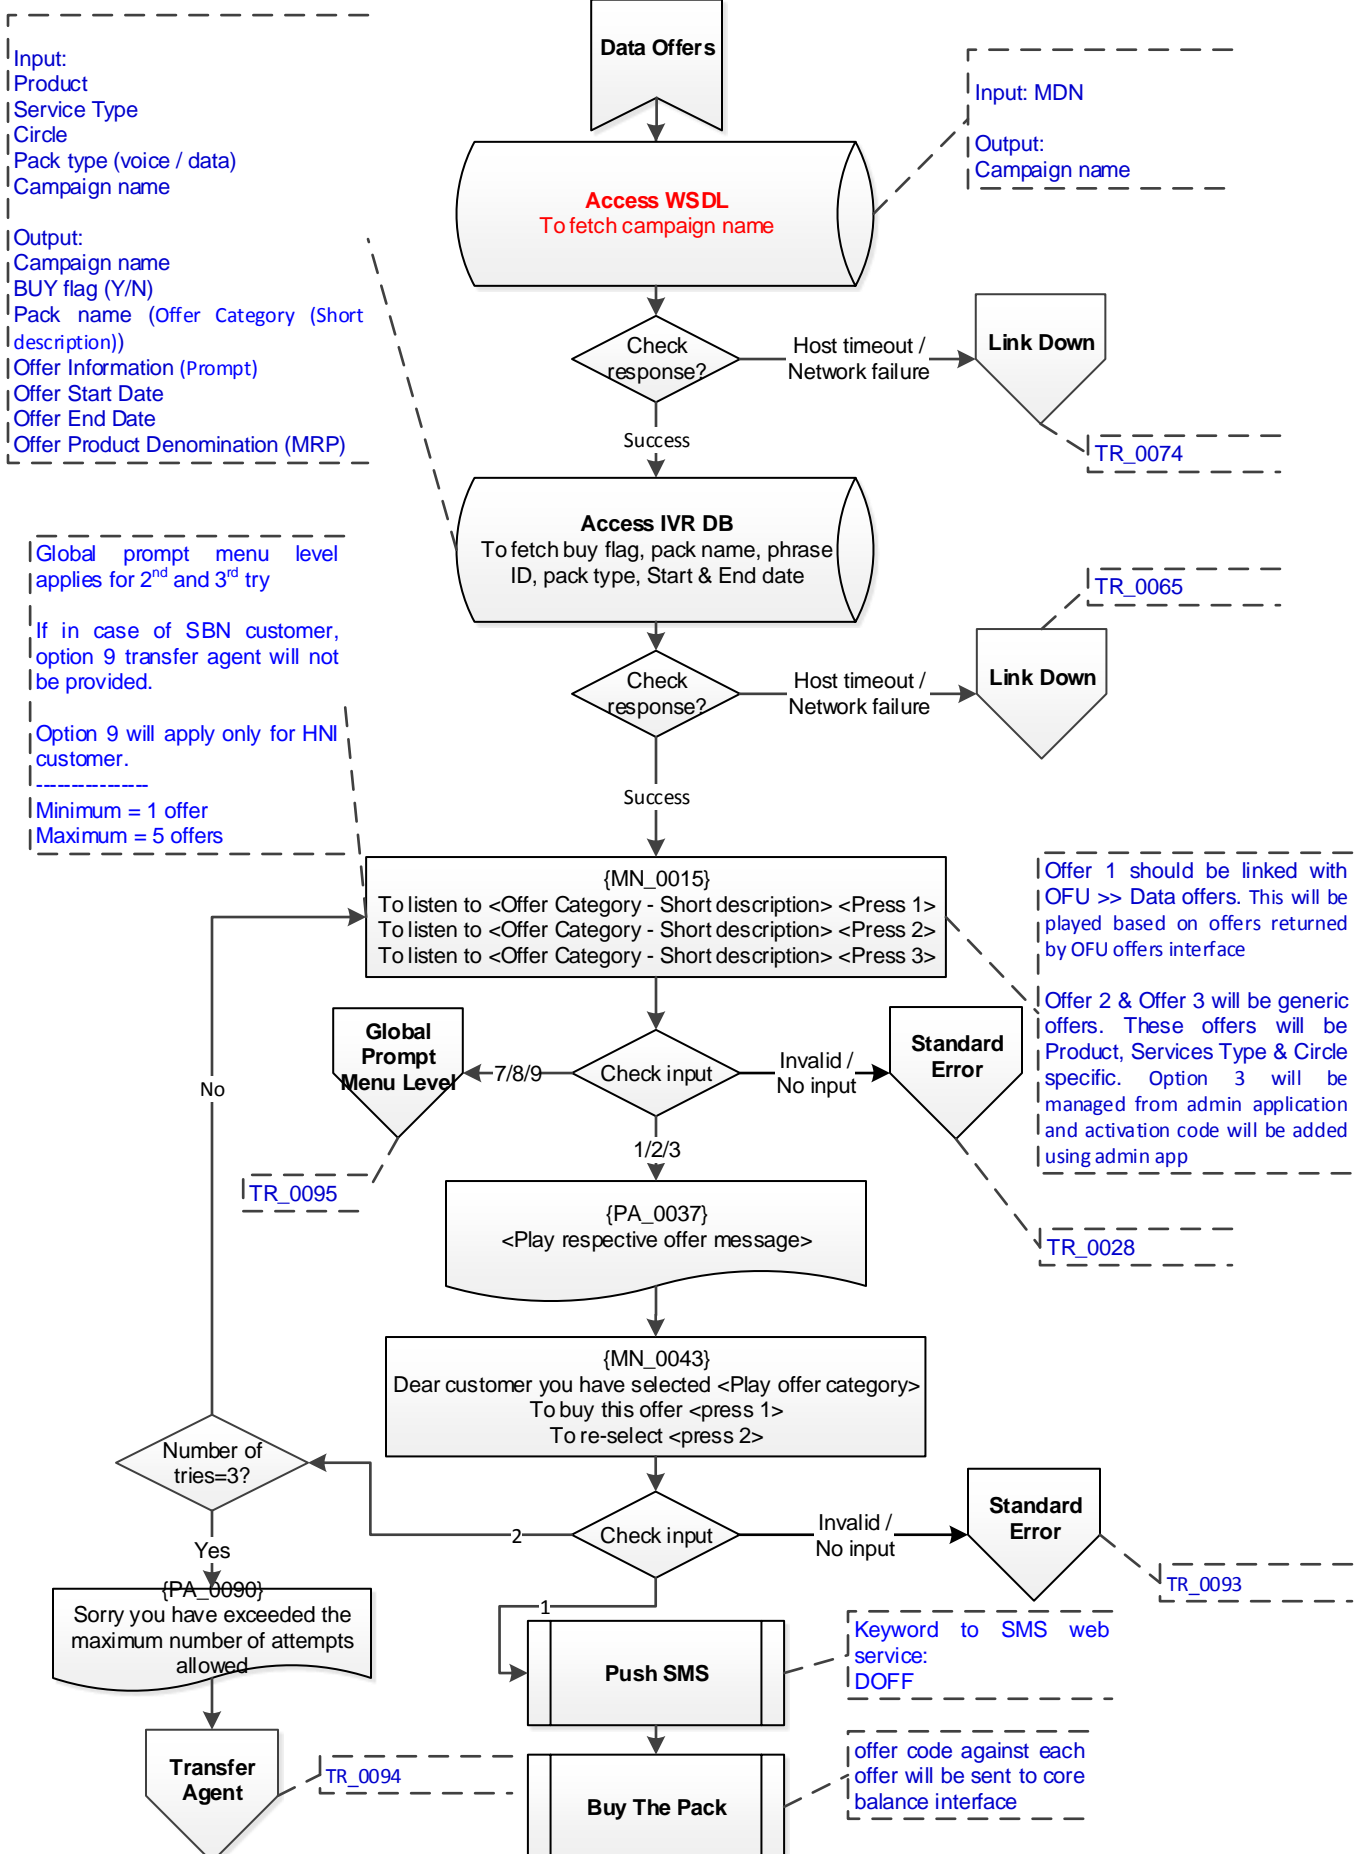 Data Offers
Input:
Product
Service Type
Circle
Pack type (voice / data)
Campaign name
Output:
Campaign name
BUY flag (Y/N)
Pack name (Offer Category (Short
description))
Offer Information (Prompt)
Offer Start Date
Offer End Date
Offer Product Denomination (MRP)
Input: MDN
Output:
Campaign name
Access WSDL
To fetch campaign name
Check
response?
Host timeout /
Network failure
Link Down
TR_0074
Success
Access IVR DB
To fetch buy flag, pack name, phrase
ID, pack type, Start & End date
Global prompt menu level
applies for 2nd and 3rd try
If in case of SBN customer,
option 9 transfer agent will not
be provided.
Option 9 will apply only for HNI
customer.
----------------
Minimum = 1 offer
Maximum = 5 offers
TR_0065
Check
response?
Host timeout /
Network failure
Link Down
Success
{MN_0015}
To listen to <Offer Category - Short description> <Press 1>
To listen to <Offer Category - Short description> <Press 2>
To listen to <Offer Category - Short description> <Press 3>
Offer 1 should be linked with
OFU >> Data offers. This will be
played based on offers returned
by OFU offers interface
Offer 2 & Offer 3 will be generic
offers. These offers will be
Product, Services Type & Circle
specific. Option 3 will be
managed from admin application
and activation code will be added
using admin app
Global
Prompt
Menu Level
7/8/9
Check input
Invalid /
No input
Standard
Error
No
1/2/3
TR_0095
{PA_0037}
<Play respective offer message>
TR_0028
{MN_0043}
Dear customer you have selected <Play offer category>
To buy this offer <press 1>
To re-select <press 2>
Number of
tries=3?
2
Check input
Invalid /
No input
Standard
Error
Yes
TR_0093
{PA_0090}
Sorry you have exceeded the
maximum number of attempts
allowed
1
Push SMS
Keyword to SMS web
service:
DOFF
Transfer
Agent
TR_0094
Buy The Pack
offer code against each
offer will be sent to core
balance interface